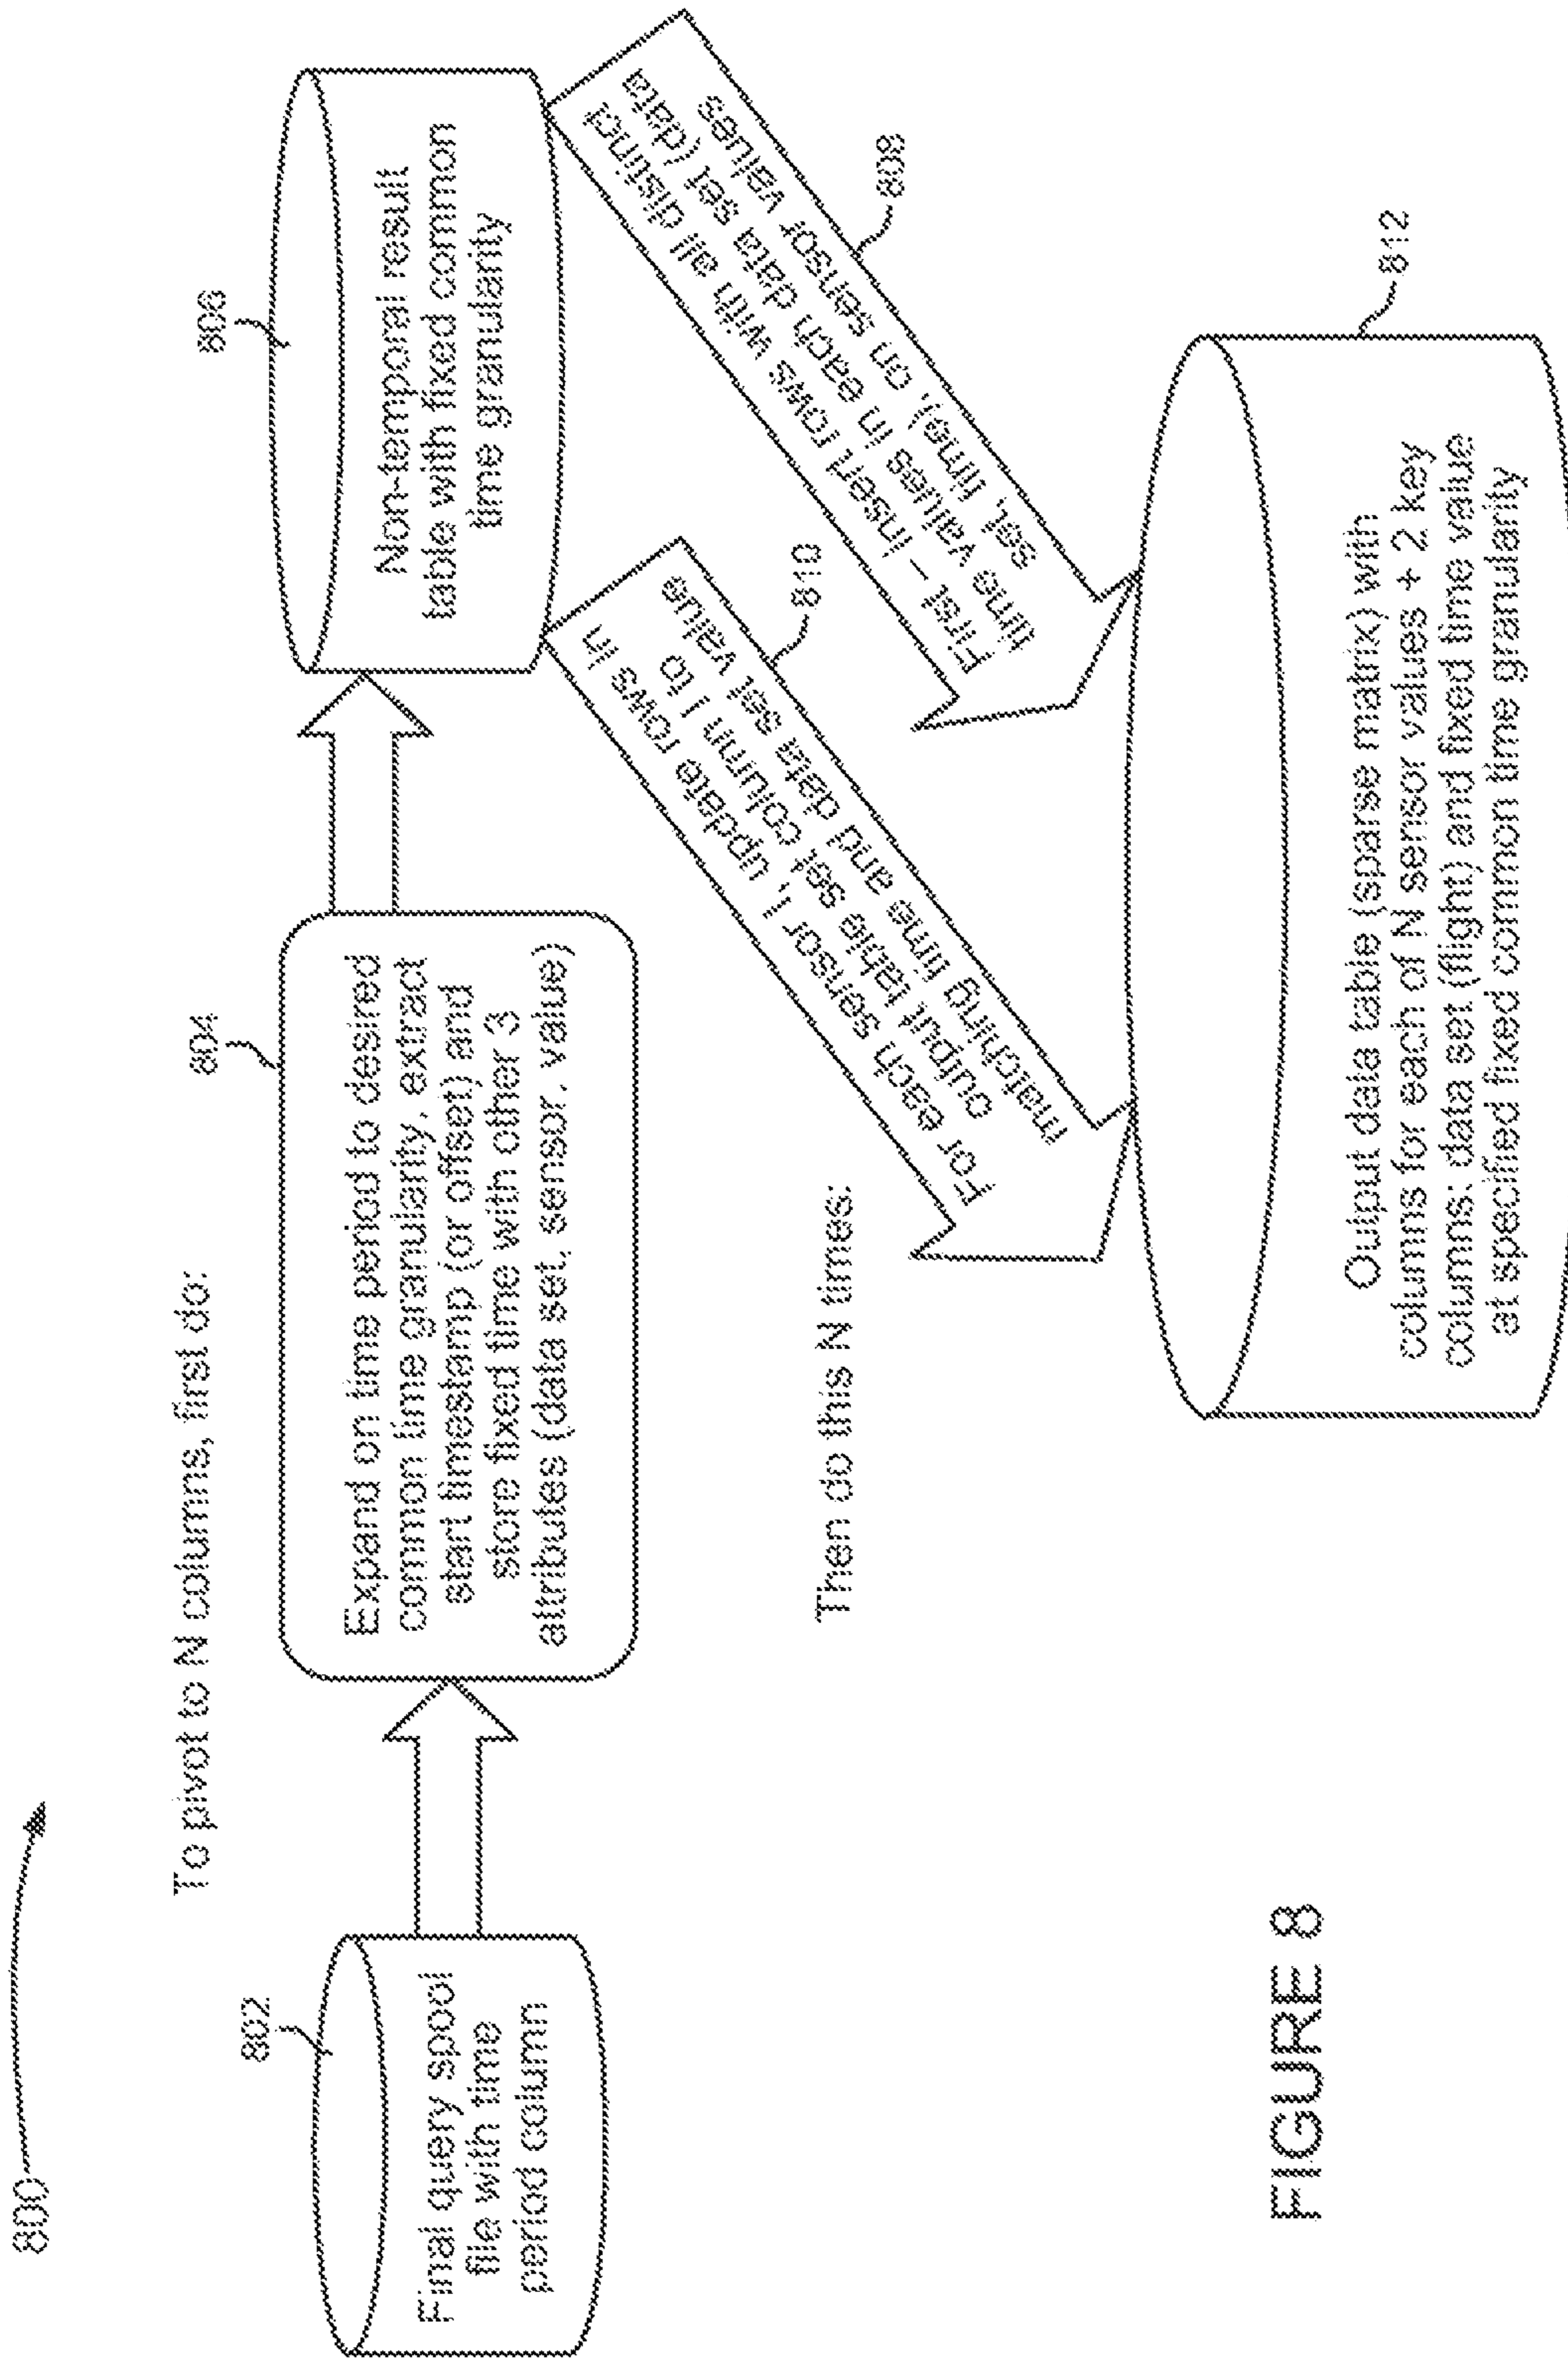 800
To pivot to N columns, first do:
802
Final query spool
file with time
period column
804
Expand on time period to desired
common time granularity, extract
start timestamp (or offset) and
store fixed time with other 3
attributes (data set, sensor, value)
806
Non-temporal result
table with fixed common
time granularity
Then do this N times:
For each sensor i, update rows in
output table set column i to
matching time and data set value
810
First – insert rows with all distinct
time values in each data set (data
set, time), on sensor values
808
812
Output data table (sparse matrix) with
columns for each of N sensor values + 2 key
columns: data set (flight) and fixed time value
at specified fixed common time granularity
FIGURE 8